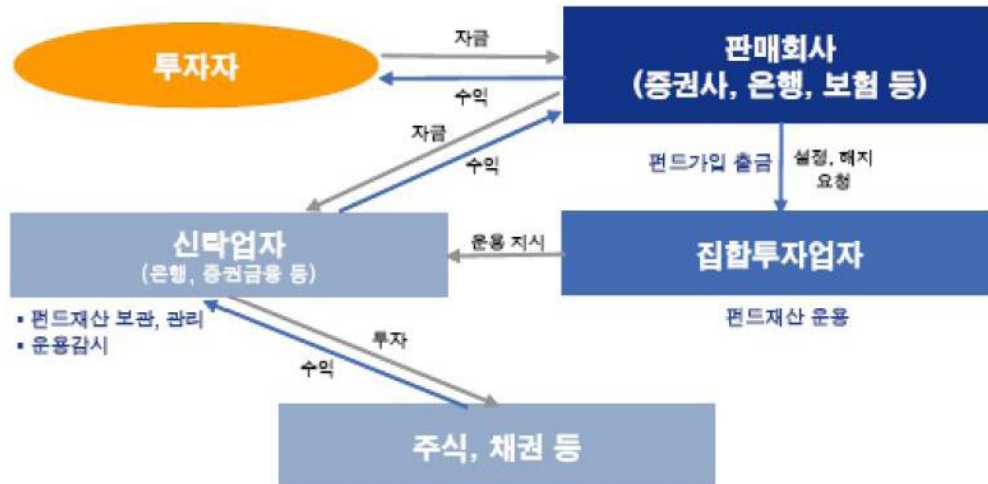 투자자
자금
수익
판매회사
(증권사, 은행, 보험 등)
자금
수익
펀드가입 출금
설정, 해지
요청
신탁업자
(은행, 증권금융 등)
운용 지시
집합투자업자
▪ 펀드재산 보관, 관리
▪ 운용감시
펀드재산 운용
투자
수익
주식, 채권 등